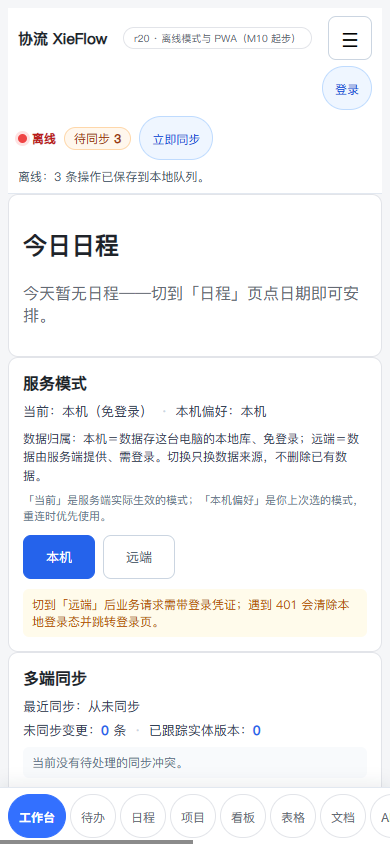 协流 XieFlow
r20 · 离线模式与 PWA（M10 起步）
☰
登录
离线
待同步 3
立即同步
离线：3 条操作已保存到本地队列。
今日日程
今天暂无日程——切到「日程」页点日期即可安
排。
服务模式
当前：本机（免登录） · 本机偏好：本机
数据归属：本机＝数据存这台电脑的本地库、免登录；远端＝数
据由服务端提供、需登录。切换只换数据来源，不删除已有数
据。
「当前」是服务端实际生效的模式；「本机偏好」是你上次选的模式，
重连时优先使用。
本机
远端
切到「远端」后业务请求需带登录凭证；遇到 401 会清除本
地登录态并跳转登录页。
多端同步
最近同步：从未同步
未同步变更：0 条 · 已跟踪实体版本：0
当前没有待处理的同步冲突。
工作台
待办
日程
项目
看板
表格
文档